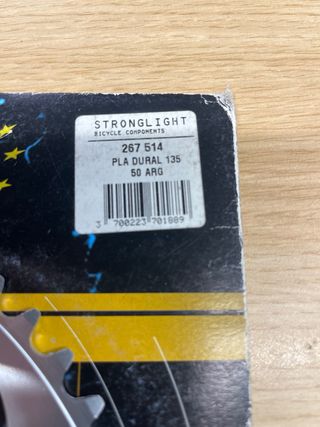 STRONGLIGHT
BICYCLE COMPONENTS
267 514
PLA DURAL 135
50 ARG
3 700223 701889